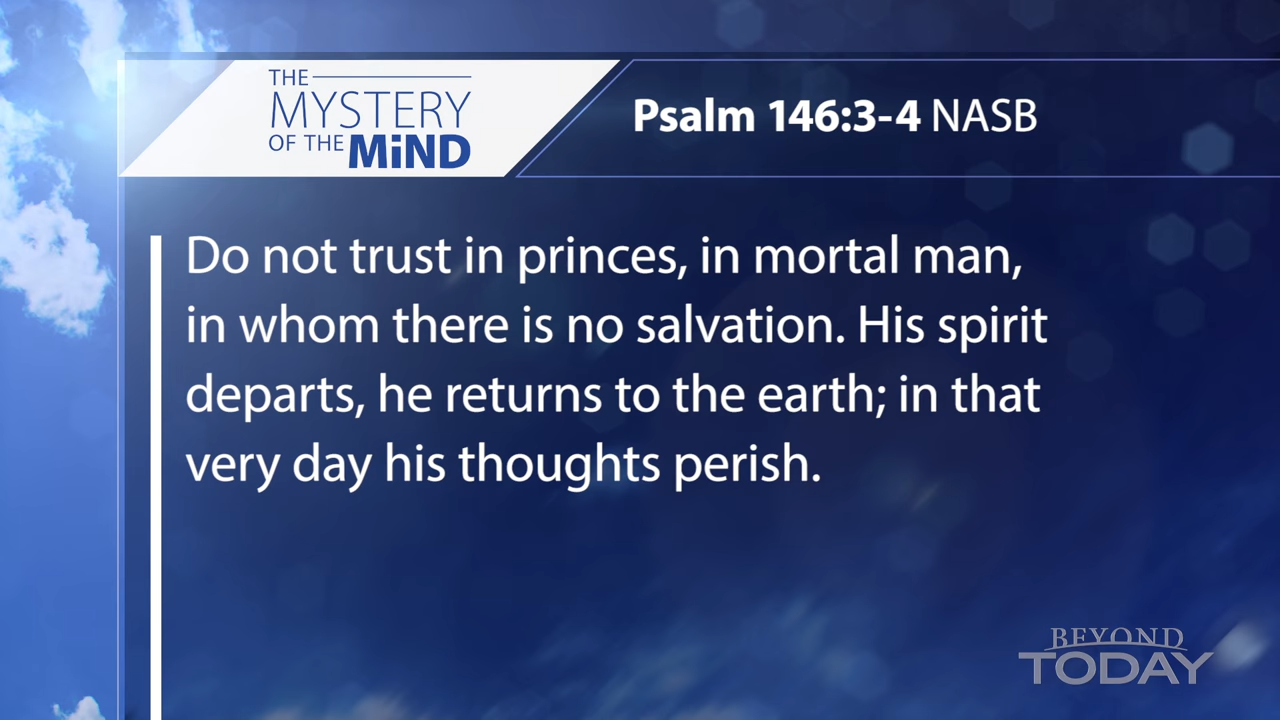 THE
MYSTERY
OF THE MiND
Psalm 146:3-4 NASB
Do not trust in princes, in mortal man,
in whom there is no salvation. His spirit
departs, he returns to the earth; in that
very day his thoughts perish.
BEYOND
TODAY